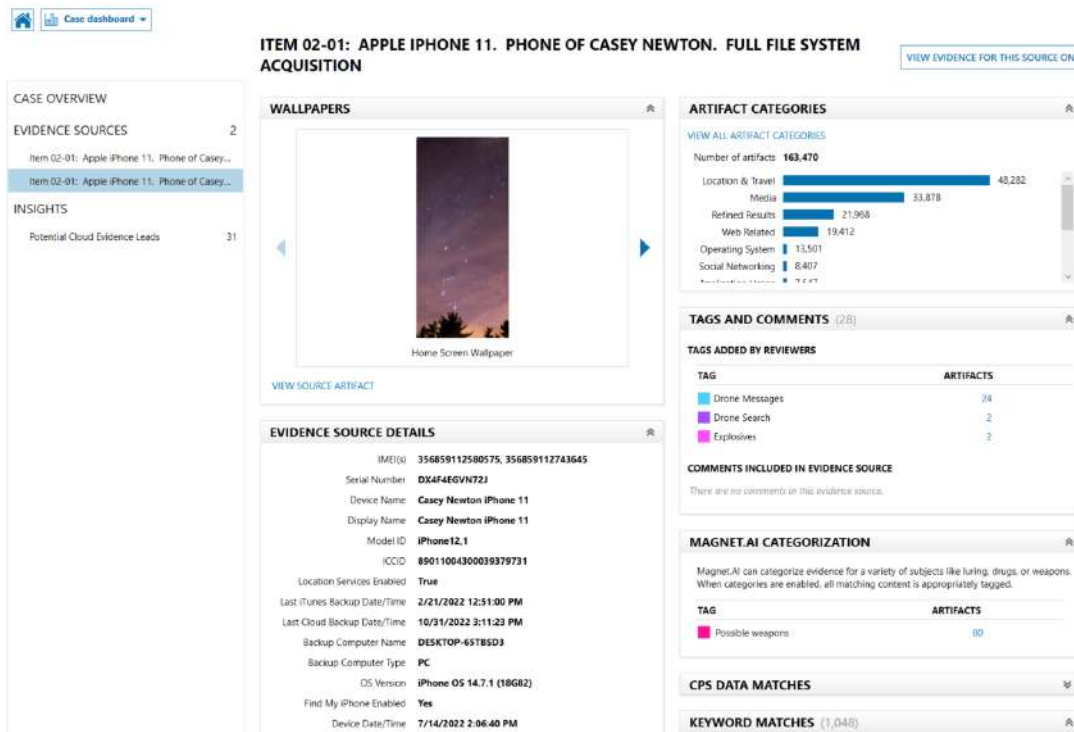 Case dashboard
ITEM 02-01: APPLE IPHONE 11. PHONE OF CASEY NEWTON. FULL FILE SYSTEM
ACQUISITION
VIEW EVIDENCE FOR THIS SOURCE ON
CASE OVERVIEW
EVIDENCE SOURCES 2
Item 02-01: Apple iPhone 11. Phone of Casey...
Item 02-01: Apple iPhone 11. Phone of Casey...
INSIGHTS
Potential Cloud Evidence Leads 31
WALLPAPERS
Home Screen Wallpaper
VIEW SOURCE ARTIFACT
EVIDENCE SOURCE DETAILS
IMEI(s) 356859112580575, 356859112743645
Serial Number DX4F4EGVN72J
Device Name Casey Newton iPhone 11
Display Name Casey Newton iPhone 11
Model ID iPhone12,1
ICCID 89011004300039379731
Location Services Enabled True
Last iTunes Backup Date/Time 2/21/2022 12:51:00 PM
Last Cloud Backup Date/Time 10/31/2022 3:11:23 PM
Backup Computer Name DESKTOP-65TBSD3
Backup Computer Type PC
OS Version iPhone OS 14.7.1 (18G82)
Find My iPhone Enabled Yes
Device Date/Time 7/14/2022 2:06:40 PM
ARTIFACT CATEGORIES
VIEW ALL ARTIFACT CATEGORIES
Number of artifacts 163,470
Location & Travel 48,282
Media 33,878
Refined Results 21,968
Web Related 19,412
Operating System 13,501
Social Networking 8,407
TAGS AND COMMENTS (28)
TAGS ADDED BY REVIEWERS
TAG ARTIFACTS
Drone Messages 24
Drone Search 2
Explosives 2
COMMENTS INCLUDED IN EVIDENCE SOURCE
There are no comments in this evidence source.
MAGNET.AI CATEGORIZATION
Magnet.AI can categorize evidence for a variety of subjects like luring, drugs, or weapons.
When categories are enabled, all matching content is appropriately tagged.
TAG ARTIFACTS
Possible weapons 80
CPS DATA MATCHES
KEYWORD MATCHES (1,048)